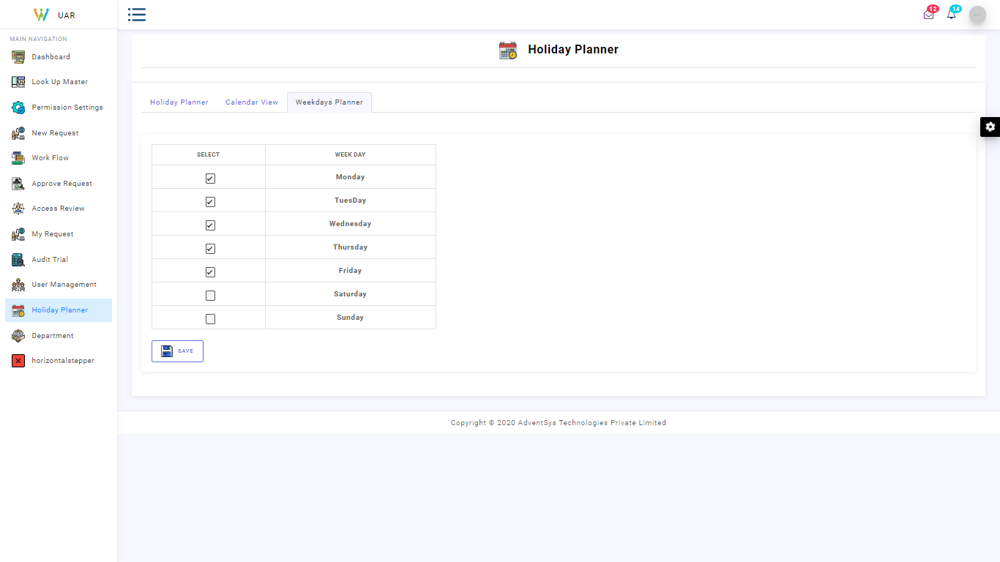 UAR
12
14
MAIN NAVIGATION
Dashboard
Look Up Master
Permission Settings
New Request
Work Flow
Approve Request
Access Review
My Request
Audit Trial
User Management
Holiday Planner
Department
horizontalstepper
Holiday Planner
Holiday Planner Calendar View Weekdays Planner
SELECT WEEK DAY
Monday
TuesDay
Wednesday
Thursday
Friday
Saturday
Sunday
SAVE
Copyright © 2020 AdventSys Technologies Private Limited